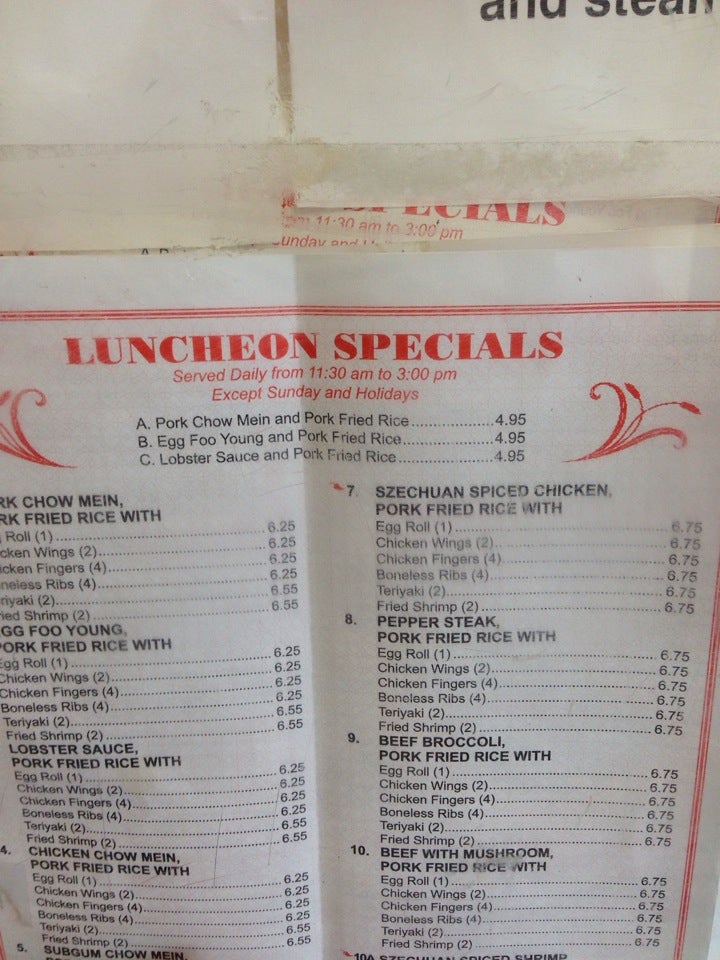 and steam
SPECIALS
11:30 am to 3:00 pm
LUNCHEON SPECIALS
Served Daily from 11:30 am to 3:00 pm
Except Sunday and Holidays
A. Pork Chow Mein and Pork Fried Rice....................4.95
B. Egg Foo Young and Pork Fried Rice....................4.95
C. Lobster Sauce and Pork Fried Rice....................4.95
RK CHOW MEIN,
RK FRIED RICE WITH
Roll (1)....................6.25
cken Wings (2)....................6.25
icken Fingers (4)....................6.25
neless Ribs (4)....................6.25
riyaki (2)....................6.55
ied Shrimp (2)....................6.55
GG FOO YOUNG,
ORK FRIED RICE WITH
Egg Roll (1)....................6.25
Chicken Wings (2)....................6.25
Chicken Fingers (4)....................6.25
Boneless Ribs (4)....................6.25
Teriyaki (2)....................6.55
Fried Shrimp (2)....................6.55
LOBSTER SAUCE,
PORK FRIED RICE WITH
Egg Roll (1)....................6.25
Chicken Wings (2)....................6.25
Chicken Fingers (4)....................6.25
Boneless Ribs (4)....................6.25
Teriyaki (2)....................6.55
Fried Shrimp (2)....................6.55
4. CHICKEN CHOW MEIN,
PORK FRIED RICE WITH
Egg Roll (1)....................6.25
Chicken Wings (2)....................6.25
Chicken Fingers (4)....................6.25
Boneless Ribs (4)....................6.25
Teriyaki (2)....................6.55
Fried Shrimp (2)....................6.55
5. SUBGUM CHOW MEIN,
7. SZECHUAN SPICED CHICKEN,
PORK FRIED RICE WITH
Egg Roll (1)....................6.75
Chicken Wings (2)....................6.75
Chicken Fingers (4)....................6.75
Boneless Ribs (4)....................6.75
Teriyaki (2)....................6.75
Fried Shrimp (2)....................6.75
8. PEPPER STEAK,
PORK FRIED RICE WITH
Egg Roll (1)....................6.75
Chicken Wings (2)....................6.75
Chicken Fingers (4)....................6.75
Boneless Ribs (4)....................6.75
Teriyaki (2)....................6.75
Fried Shrimp (2)....................6.75
9. BEEF BROCCOLI,
PORK FRIED RICE WITH
Egg Roll (1)....................6.75
Chicken Wings (2)....................6.75
Chicken Fingers (4)....................6.75
Boneless Ribs (4)....................6.75
Teriyaki (2)....................6.75
Fried Shrimp (2)....................6.75
10. BEEF WITH MUSHROOM,
PORK FRIED RICE WITH
Egg Roll (1)....................6.75
Chicken Wings (2)....................6.75
Chicken Fingers (4)....................6.75
Boneless Ribs (4)....................6.75
Teriyaki (2)....................6.75
Fried Shrimp (2)....................6.75
10A SZECHUAN SPICED SHRIMP